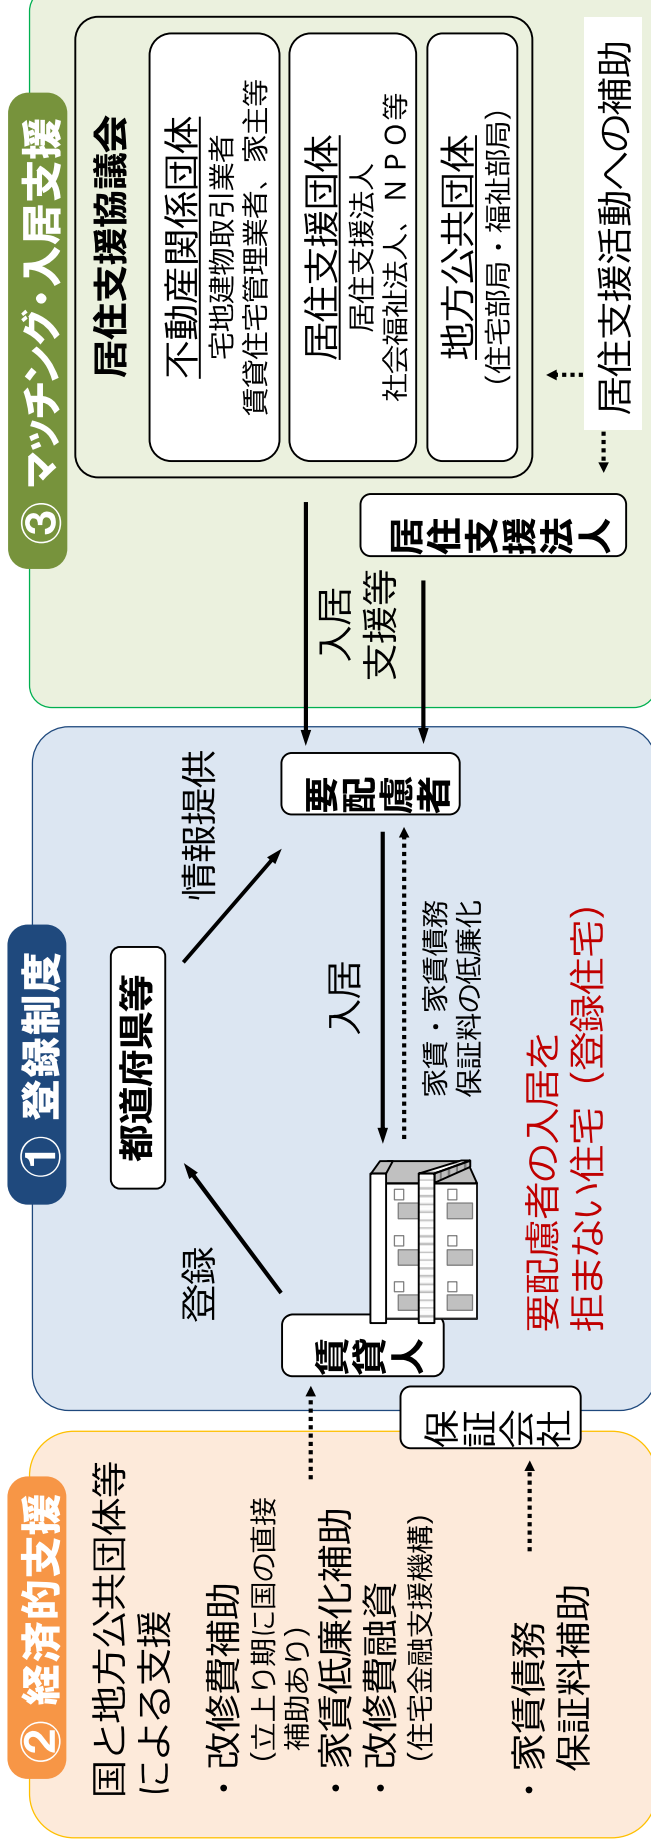 ② 経済的支援
国と地方公共団体等
による支援
・改修費補助
（立上り期に国の直接
補助あり）
・家賃低廉化補助
・改修費融資
（住宅金融支援機構）
・家賃債務
保証料補助
① 登録制度
都道府県等
登録
情報提供
賃貸人
保証会社
入居
要配慮者
家賃・家賃債務
保証料の低廉化
要配慮者の入居を
拒まない住宅（登録住宅）
③ マッチング・入居支援
居住支援協議会
不動産関係団体
宅地建物取引業者
賃貸住宅管理業者、家主等
居住支援団体
居住支援法人
社会福祉法人、ＮＰＯ等
地方公共団体
（住宅部局・福祉部局）
入居
支援等
居住支援法人
居住支援活動への補助